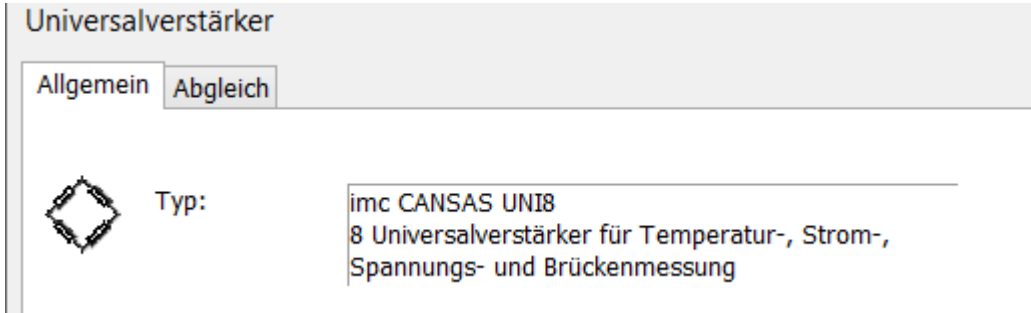 Universalverstärker
Allgemein
Abgleich
Typ:
imc CANSAS UNI8
8 Universalverstärker für Temperatur-, Strom-,
Spannungs- und Brückenmessung